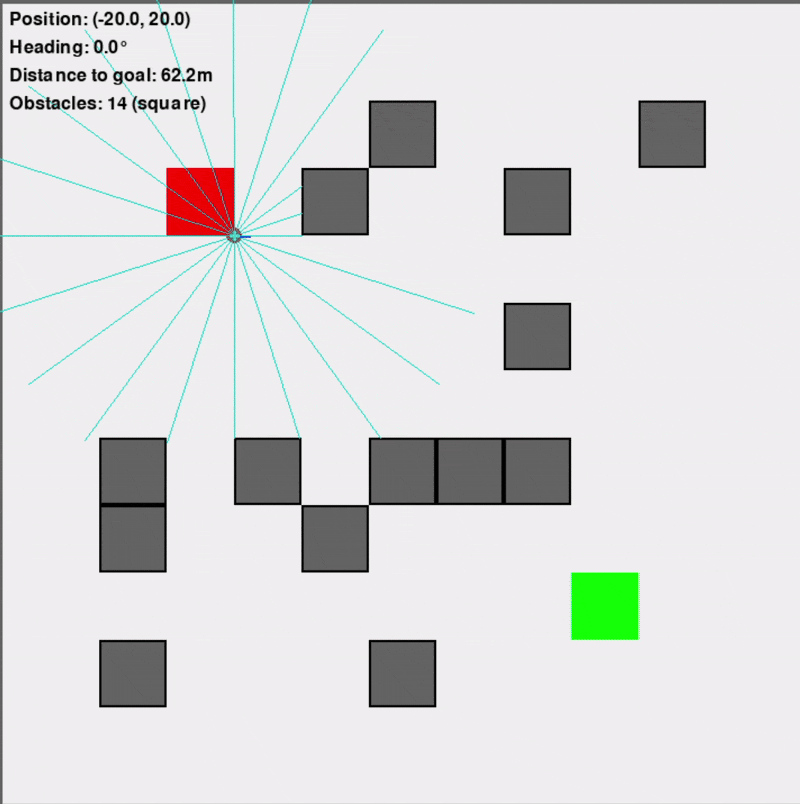 Position: (-20.0, 20.0)
Heading: 0.0°
Distance to goal: 62.2m
Obstacles: 14 (square)